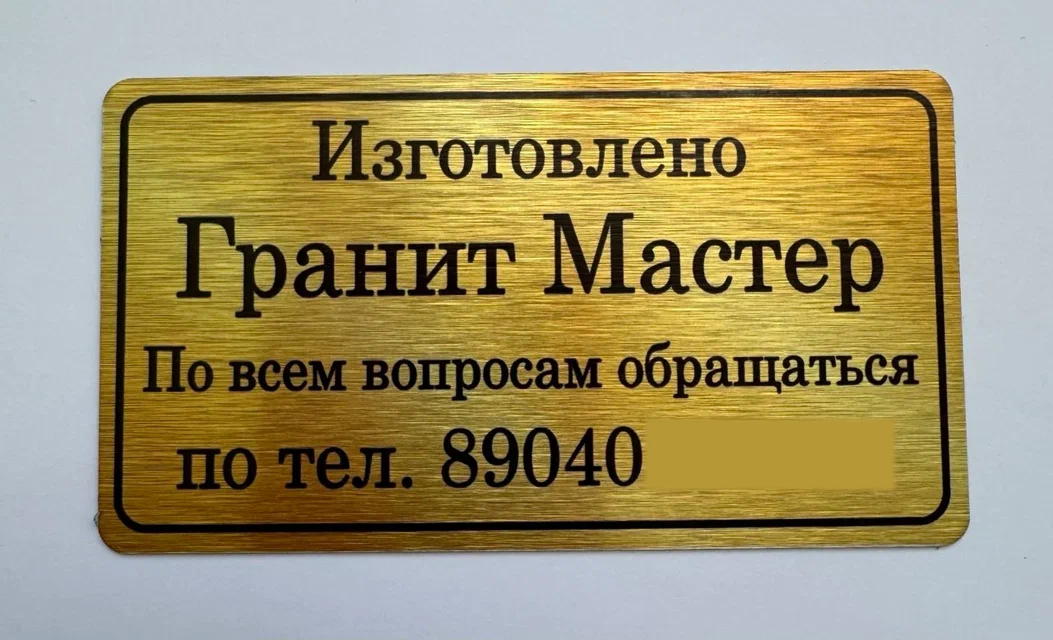 Изготовлено
Гранит Мастер
По всем вопросам обращаться
по тел. 89040